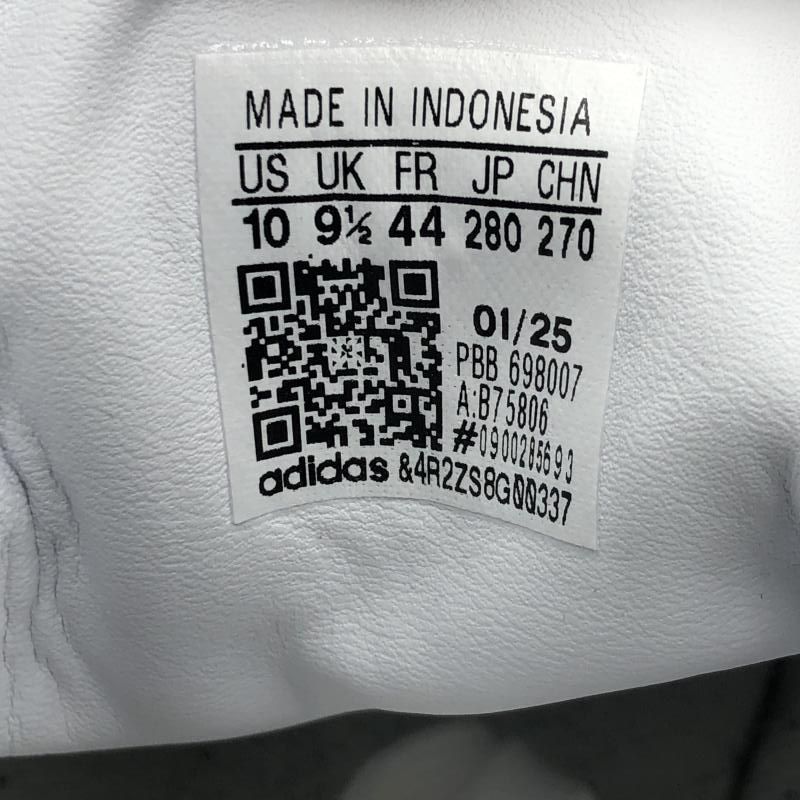 MADE IN INDONESIA
US UK FR JP CHN
10 9½ 44 280 270
01/25
PBB 698007
A:B75806
#0900285693
adidas &4R2ZS8G00337